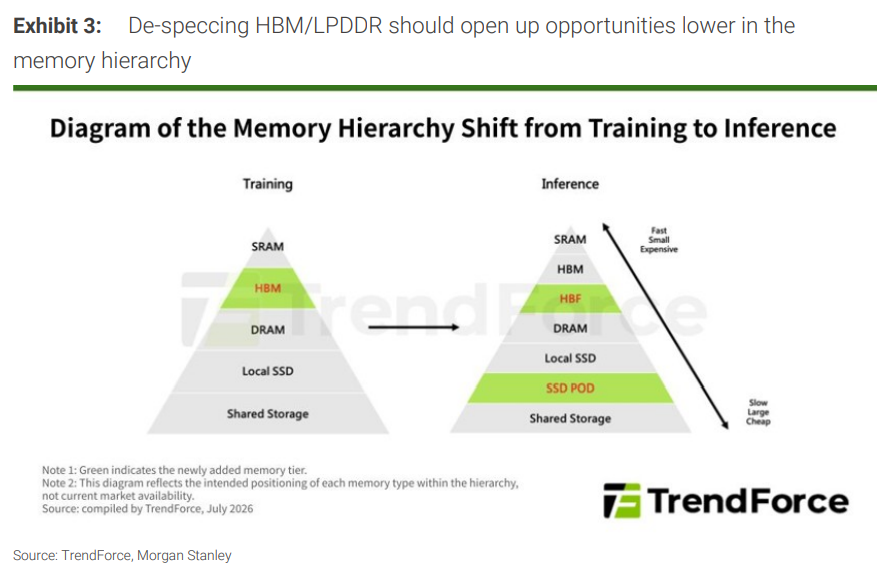 Exhibit 3: De-speccing HBM/LPDDR should open up opportunities lower in the
memory hierarchy
Diagram of the Memory Hierarchy Shift from Training to Inference
Training
Inference
SRAM
HBM
DRAM
Local SSD
Shared Storage
SRAM
HBM
HBF
DRAM
Local SSD
SSD POD
Shared Storage
Fast
Small
Expensive
Slow
Large
Cheap
TrendForce
Note 1: Green indicates the newly added memory tier.
Note 2: This diagram reflects the intended positioning of each memory type within the hierarchy,
not current market availability.
Source: compiled by TrendForce, July 2026
TrendForce
Source: TrendForce, Morgan Stanley